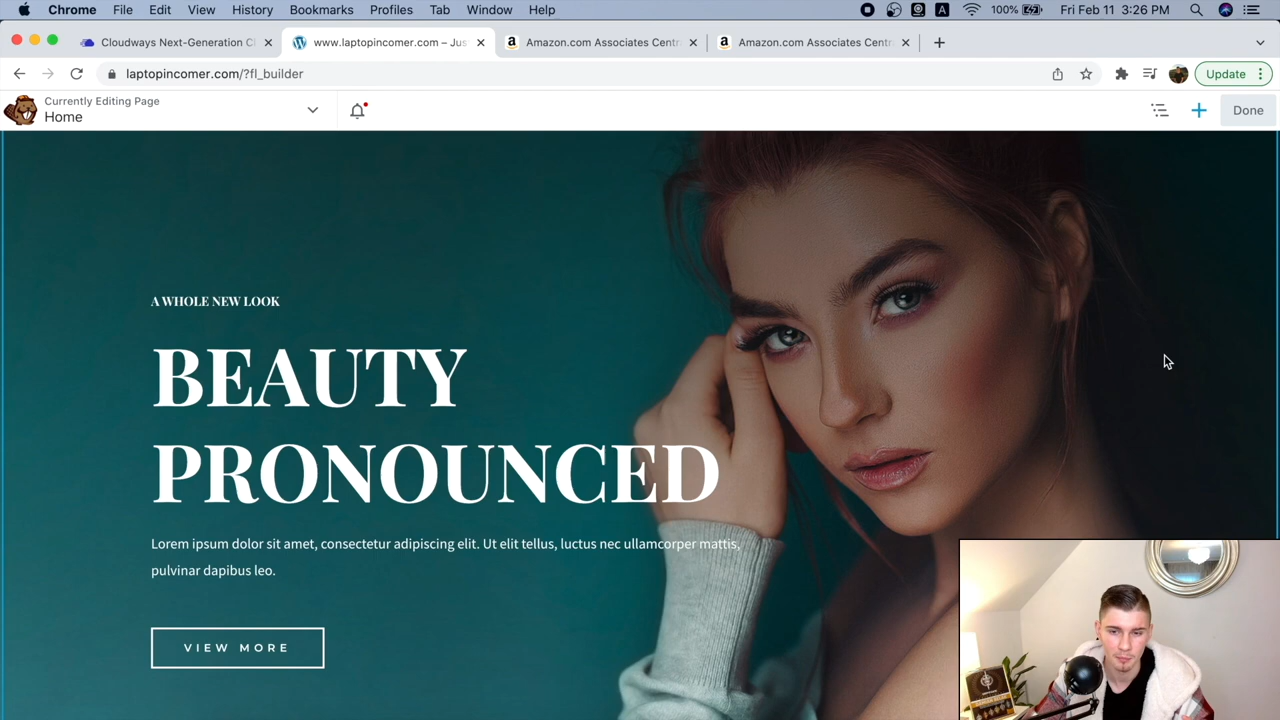 Chrome File Edit View History Bookmarks Profiles Tab Window Help A 100% Fri Feb 11 3:26 PM
Cloudways Next-Generation Cl www.laptopincomer.com – Jus Amazon.com Associates Centr Amazon.com Associates Centr
laptopincomer.com/?fl_builder Update
Currently Editing Page
Home
Done
A WHOLE NEW LOOK
BEAUTY
PRONOUNCED
Lorem ipsum dolor sit amet, consectetur adipiscing elit. Ut elit tellus, luctus nec ullamcorper mattis,
pulvinar dapibus leo.
VIEW MORE